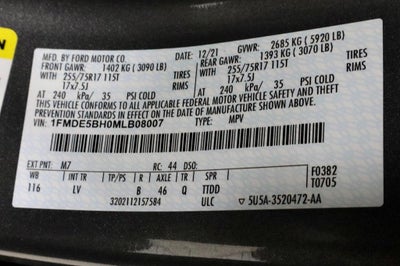 MFD. BY FORD MOTOR CO. 12/21 GVWR: 2685 KG (5920 LB)
FRONT GAWR: 1402 KG (3090 LB) REAR GAWR: 1393 KG (3070 LB)
WITH 255/75R17 115T TIRES WITH 255/75R17 115T TIRES
17x7.5J RIMS 17x7.5J RIMS
AT 240 kPa/ 35 PSI COLD AT 240 kPa/ 35 PSI COLD
THIS VEHICLE CONFORMS TO ALL APPLICABLE FEDERAL MOTOR VEHICLE SAFETY, BUMPER, AND THEFT
PREVENTION STANDARDS IN EFFECT ON THE DATE OF MANUFACTURE SHOWN ABOVE.
VIN: 1FMDE5BH0MLB08007 TYPE: MPV
EXT PNT: M7 RC: 44 DSO: F0382
WB INT TR TP/PS R AXLE TR SPR T0705
116 LV B 46 Q TTDD
3202112157584 ULC 5U5A-3520472-AA